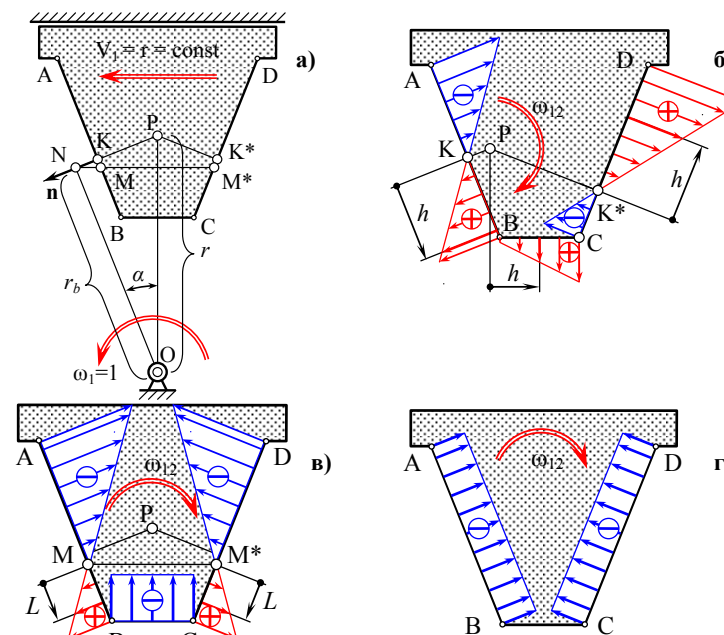 V₁ = r = const
а)
A
D
P
K
K*
N
M
M*
n
B
C
r
r_b
α
O
ω₁=1
б
A
D
ω₁₂
K
P
K*
h
h
B
C
h
в)
A
D
ω₁₂
P
M
M*
L
L
г
A
D
ω₁₂
B
C